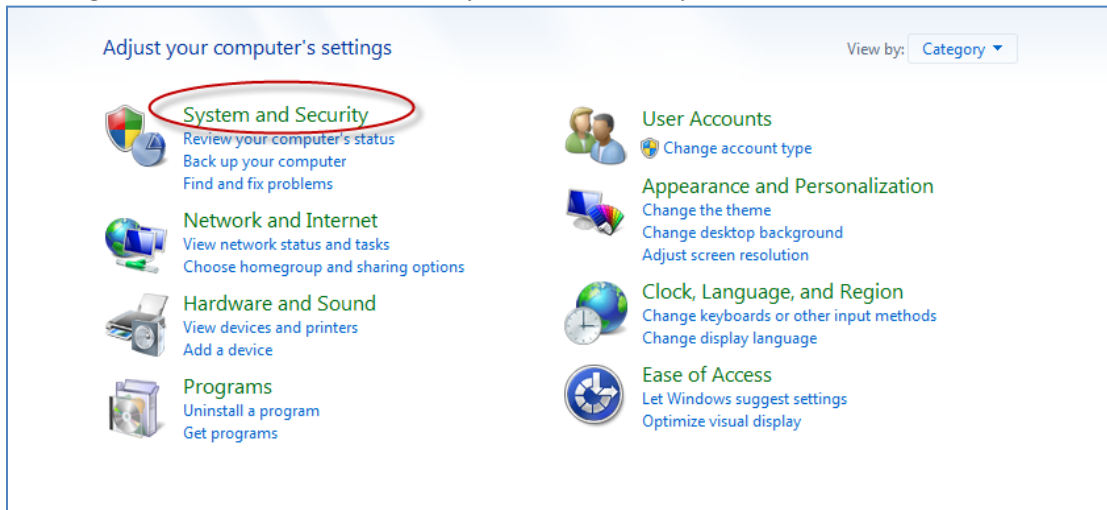 Adjust your computer's settings
View by: Category
System and Security
Review your computer's status
Back up your computer
Find and fix problems
Network and Internet
View network status and tasks
Choose homegroup and sharing options
Hardware and Sound
View devices and printers
Add a device
Programs
Uninstall a program
Get programs
User Accounts
Change account type
Appearance and Personalization
Change the theme
Change desktop background
Adjust screen resolution
Clock, Language, and Region
Change keyboards or other input methods
Change display language
Ease of Access
Let Windows suggest settings
Optimize visual display